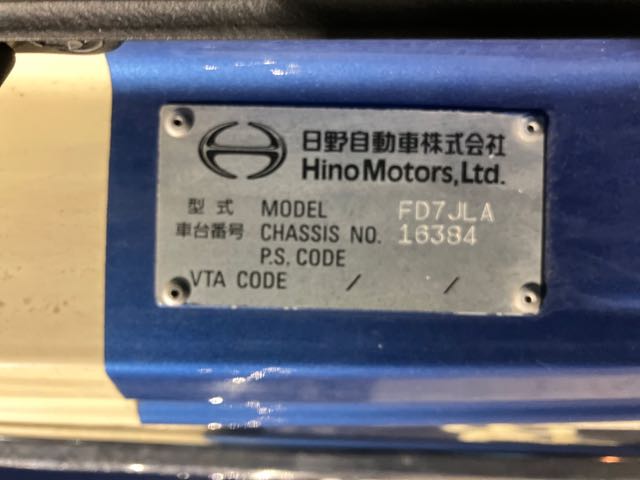 日野自動車株式会社
Hino Motors, Ltd.
型式 MODEL FD7JLA
車台番号 CHASSIS NO. 16384
P.S. CODE
VTA CODE / /